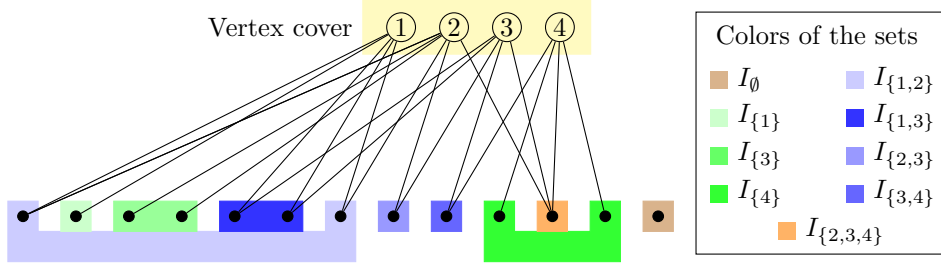 Vertex cover 1 2 3 4
Colors of the sets
I_∅ I_{1,2}
I_{1} I_{1,3}
I_{3} I_{2,3}
I_{4} I_{3,4}
I_{2,3,4}